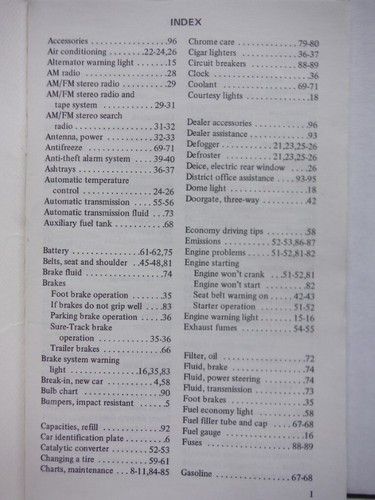 INDEX
Accessories . . . . . . . . . . . . . . . . .96
Air conditioning . . . . . . . . .22-24,26
Alternator warning light . . . . . . .15
AM radio . . . . . . . . . . . . . . . . . .28
AM/FM stereo radio . . . . . . . . . .29
AM/FM stereo radio and
tape system . . . . . . . . . . .29-31
AM/FM stereo search
radio . . . . . . . . . . . . . . . . .31-32
Antenna, power . . . . . . . . . . .32-33
Antifreeze . . . . . . . . . . . . . . .69-71
Anti-theft alarm system . . . .39-40
Ashtrays . . . . . . . . . . . . . . . .36-37
Automatic temperature
control . . . . . . . . . . . . . . .24-26
Automatic transmission . . . .55-56
Automatic transmission fluid . . .73
Auxiliary fuel tank . . . . . . . . . . .68
Battery . . . . . . . . . . . . . . .61-62,75
Belts, seat and shoulder . .45-48,81
Brake fluid . . . . . . . . . . . . . . . . .74
Brakes
Foot brake operation . . . . . . .35
If brakes do not grip well . . . .83
Parking brake operation . . . . .36
Sure-Track brake
operation . . . . . . . . . . . .35-36
Trailer brakes . . . . . . . . . . . . .66
Brake system warning
light . . . . . . . . . . . . . .16,35,83
Break-in, new car . . . . . . . . . .4,58
Bulb chart . . . . . . . . . . . . . . . . .90
Bumpers, impact resistant . . . . . .5
Capacities, refill . . . . . . . . . . . . .92
Car identification plate . . . . . . . . .6
Catalytic converter . . . . . . . .52-53
Changing a tire . . . . . . . . . . .59-61
Charts, maintenance . . .8-11,84-85
Chrome care . . . . . . . . . . . . .79-80
Cigar lighters . . . . . . . . . . . .36-37
Circuit breakers . . . . . . . . . .88-89
Clock . . . . . . . . . . . . . . . . . . . .36
Coolant . . . . . . . . . . . . . . . .69-71
Courtesy lights . . . . . . . . . . . . .18
Dealer accessories . . . . . . . . . . .96
Dealer assistance . . . . . . . . . . . .93
Defogger . . . . . . . . . . .21,23,25-26
Defroster . . . . . . . . . . .21,23,25-26
Deice, electric rear window . . . .26
District office assistance . . . .93-95
Dome light . . . . . . . . . . . . . . . .18
Doorgate, three-way . . . . . . . . .42
Economy driving tips . . . . . . . .58
Emissions . . . . . . . . . . .52-53,86-87
Engine problems . . . . .51-52,81-82
Engine starting
Engine won't crank . . .51-52,81
Engine won't start . . . . . . . . .82
Seat belt warning on . . . . .42-43
Starter operation . . . . . . . .51-52
Engine warning light . . . . . . .15-16
Exhaust fumes . . . . . . . . . . . .54-55
Filter, oil . . . . . . . . . . . . . . . . . .72
Fluid, brake . . . . . . . . . . . . . . . .74
Fluid, power steering . . . . . . . . .74
Fluid, transmission . . . . . . . . . .73
Foot brakes . . . . . . . . . . . . . . . .35
Fuel economy light . . . . . . . . . .58
Fuel filler tube and cap . . . . .67-68
Fuel gauge . . . . . . . . . . . . . . . .16
Fuses . . . . . . . . . . . . . . . . . .88-89
Gasoline . . . . . . . . . . . . . . . .67-68
1